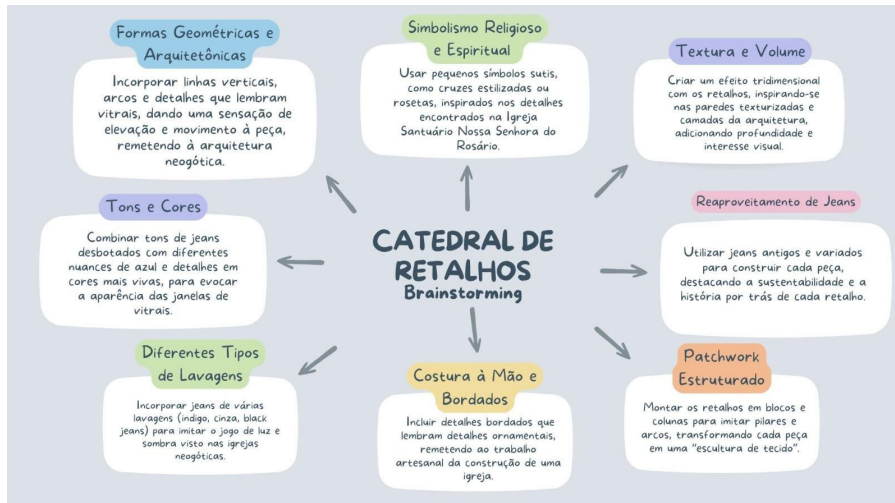 Formas Geométricas e
Arquitetônicas
Incorporar linhas verticais,
arcos e detalhes que lembram
vitrais, dando uma sensação de
elevação e movimento à peça,
remetendo à arquitetura
neogótica.
Simbolismo Religioso
e Espiritual
Usar pequenos símbolos sutis,
como cruzes estilizadas ou
rosetas, inspirados nos detalhes
encontrados na Igreja
Santuário Nossa Senhora do
Rosário.
Textura e Volume
Criar um efeito tridimensional
com os retalhos, inspirando-se
nas paredes texturizadas e
camadas da arquitetura,
adicionando profundidade e
interesse visual.
Tons e Cores
Combinar tons de jeans
desbotados com diferentes
nuances de azul e detalhes em
cores mais vivas, para evocar
a aparência das janelas de
vitrais.
CATEDRAL DE
RETALHOS
Brainstorming
Reaproveitamento de Jeans
Utilizar jeans antigos e variados
para construir cada peça,
destacando a sustentabilidade e a
história por trás de cada retalho.
Diferentes Tipos
de Lavagens
Incorporar jeans de várias
lavagens (indigo, cinza, black
jeans) para imitar o jogo de luz e
sombra visto nas igrejas
neogóticas.
Costura à Mão e
Bordados
Incluir detalhes bordados que
lembram detalhes ornamentais,
remetendo ao trabalho
artesanal da construção de uma
igreja.
Patchwork
Estruturado
Montar os retalhos em blocos e
colunas para imitar pilares e
arcos, transformando cada peça
em uma "escultura de tecido".